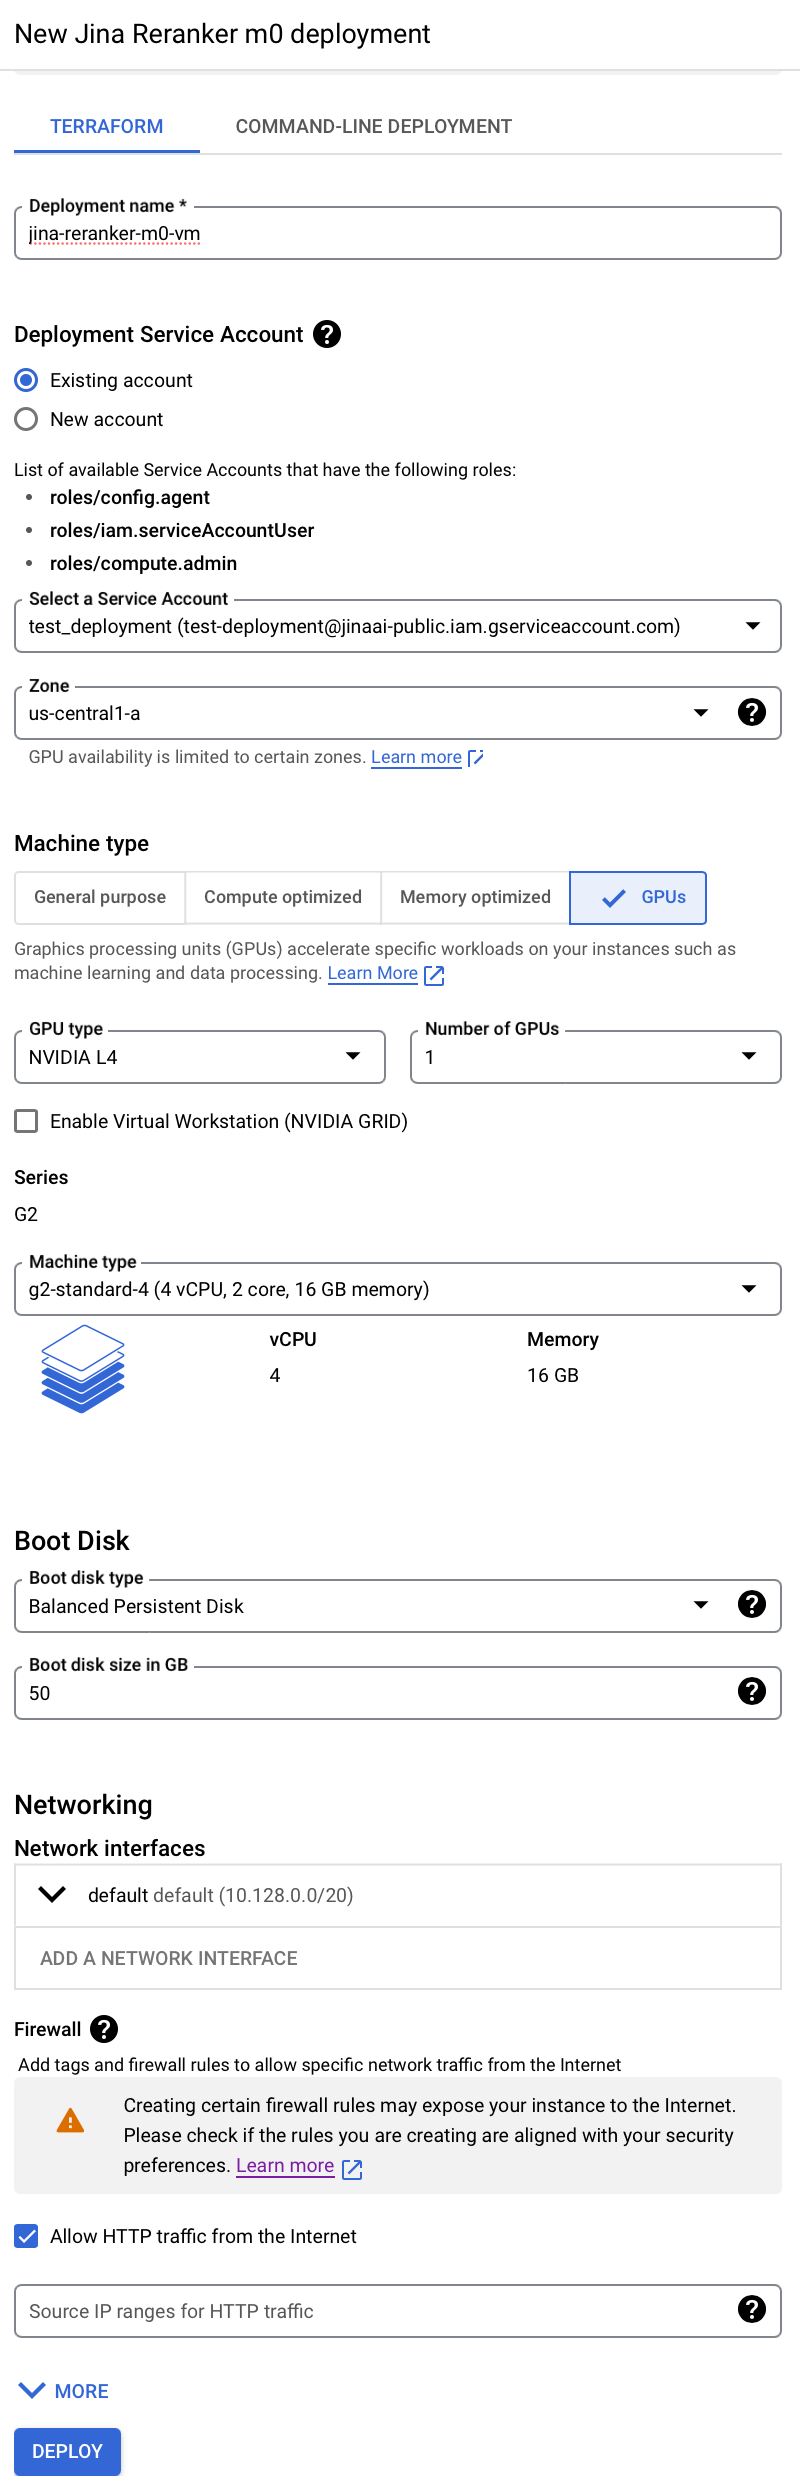 New Jina Reranker m0 deployment
TERRAFORM
COMMAND-LINE DEPLOYMENT
Deployment name *
jina-reranker-m0-vm
Deployment Service Account
Existing account
New account
List of available Service Accounts that have the following roles:
• roles/config.agent
• roles/iam.serviceAccountUser
• roles/compute.admin
Select a Service Account
test_deployment (test-deployment@jinaai-public.iam.gserviceaccount.com)
Zone
us-central1-a
GPU availability is limited to certain zones. Learn more
Machine type
General purpose
Compute optimized
Memory optimized
GPUs
Graphics processing units (GPUs) accelerate specific workloads on your instances such as
machine learning and data processing. Learn More
GPU type
NVIDIA L4
Number of GPUs
1
Enable Virtual Workstation (NVIDIA GRID)
Series
G2
Machine type
g2-standard-4 (4 vCPU, 2 core, 16 GB memory)
vCPU
4
Memory
16 GB
Boot Disk
Boot disk type
Balanced Persistent Disk
Boot disk size in GB
50
Networking
Network interfaces
default default (10.128.0.0/20)
ADD A NETWORK INTERFACE
Firewall
Add tags and firewall rules to allow specific network traffic from the Internet
Creating certain firewall rules may expose your instance to the Internet.
Please check if the rules you are creating are aligned with your security
preferences. Learn more
Allow HTTP traffic from the Internet
Source IP ranges for HTTP traffic
MORE
DEPLOY